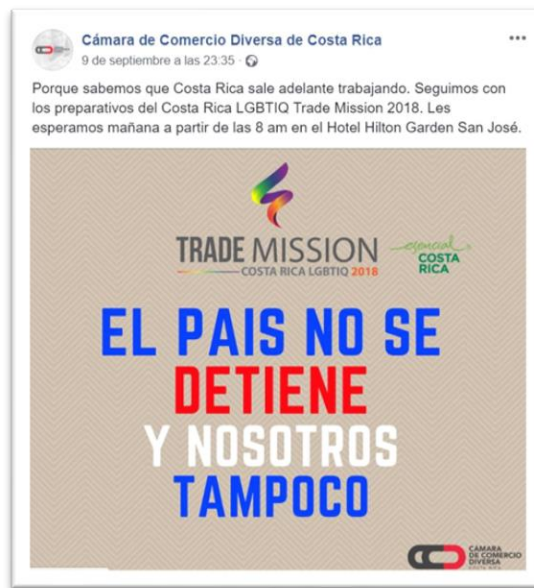 Cámara de Comercio Diversa de Costa Rica
9 de septiembre a las 23:35 ·
Porque sabemos que Costa Rica sale adelante trabajando. Seguimos con
los preparativos del Costa Rica LGBTIQ Trade Mission 2018. Les
esperamos mañana a partir de las 8 am en el Hotel Hilton Garden San José.
TRADE MISSION
COSTA RICA LGBTIQ 2018
esencial
COSTA
RICA
EL PAIS NO SE
DETIENE
Y NOSOTROS
TAMPOCO
CÁMARA
DE COMERCIO
DIVERSA
COSTA RICA